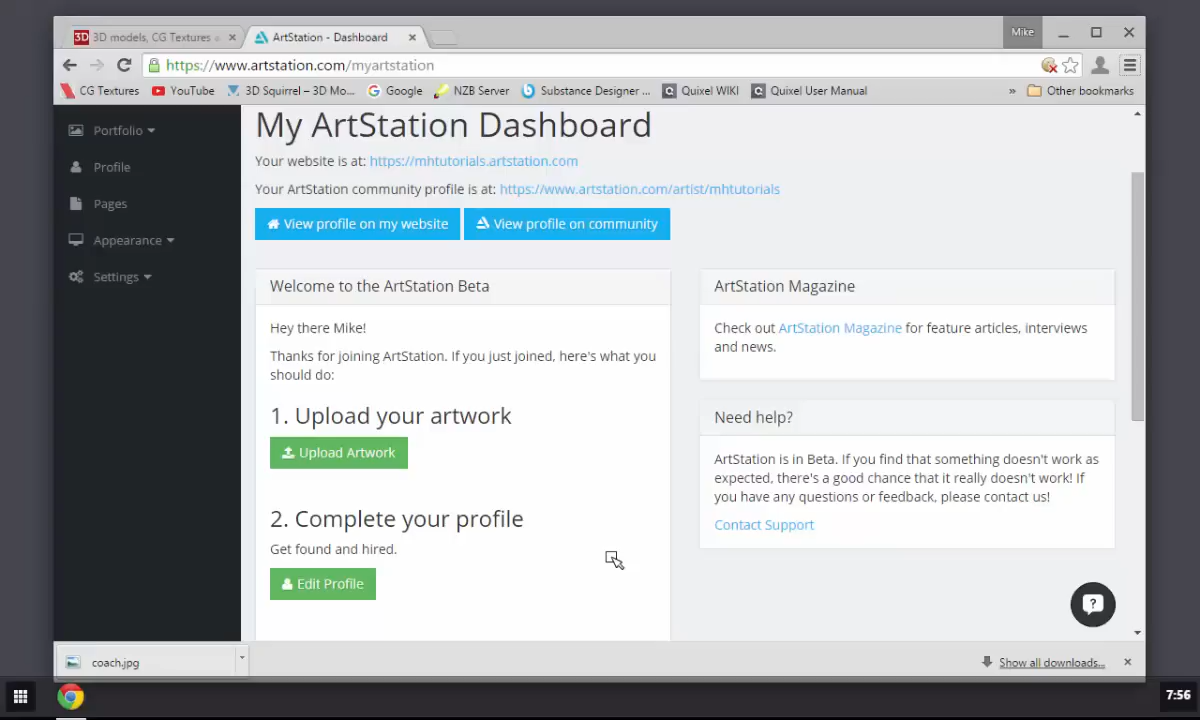 Mike
3D models, CG Textures
ArtStation - Dashboard
https://www.artstation.com/myartstation
CG Textures
YouTube
3D Squirrel – 3D Mo...
Google
NZB Server
Substance Designer ...
Quixel WIKI
Quixel User Manual
»
Other bookmarks
Portfolio
Profile
Pages
Appearance
Settings
My ArtStation Dashboard
Your website is at: https://mhtutorials.artstation.com
Your ArtStation community profile is at: https://www.artstation.com/artist/mhtutorials
View profile on my website
View profile on community
Welcome to the ArtStation Beta
Hey there Mike!
Thanks for joining ArtStation. If you just joined, here's what you
should do:
1. Upload your artwork
Upload Artwork
2. Complete your profile
Get found and hired.
Edit Profile
ArtStation Magazine
Check out ArtStation Magazine for feature articles, interviews
and news.
Need help?
ArtStation is in Beta. If you find that something doesn't work as
expected, there's a good chance that it really doesn't work! If
you have any questions or feedback, please contact us!
Contact Support
coach.jpg
Show all downloads...
7:56